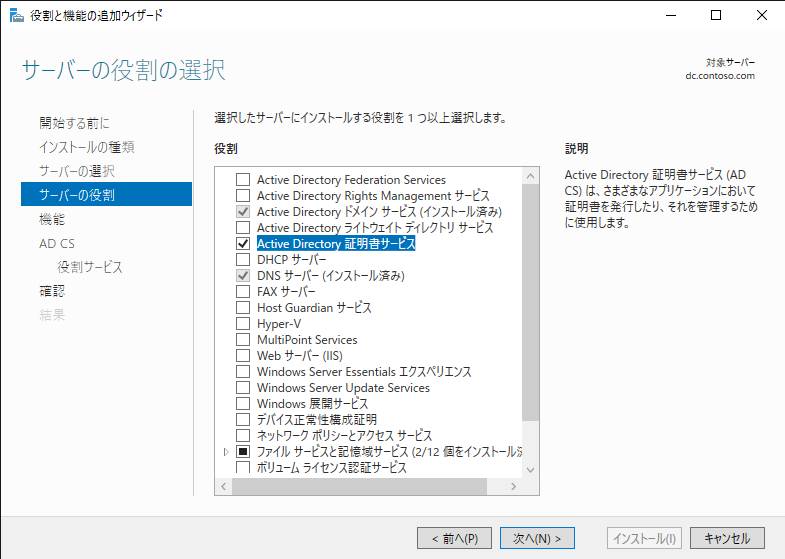 役割と機能の追加ウィザード
サーバーの役割の選択
対象サーバー
dc.contoso.com
開始する前に
インストールの種類
サーバーの選択
サーバーの役割
機能
AD CS
役割サービス
確認
結果
選択したサーバーにインストールする役割を 1 つ以上選択します。
役割
Active Directory Federation Services
Active Directory Rights Management サービス
Active Directory ドメイン サービス (インストール済み)
Active Directory ライトウェイト ディレクトリ サービス
Active Directory 証明書サービス
DHCP サーバー
DNS サーバー (インストール済み)
FAX サーバー
Host Guardian サービス
Hyper-V
MultiPoint Services
Web サーバー (IIS)
Windows Server Essentials エクスペリエンス
Windows Server Update Services
Windows 展開サービス
デバイス正常性構成証明
ネットワーク ポリシーとアクセス サービス
ファイル サービスと記憶域サービス (2/12 個をインストール済
ボリューム ライセンス認証サービス
説明
Active Directory 証明書サービス (AD
CS) は、さまざまなアプリケーションにおいて
証明書を発行したり、それを管理するため
に使用します。
< 前へ(P)
次へ(N) >
インストール(I)
キャンセル